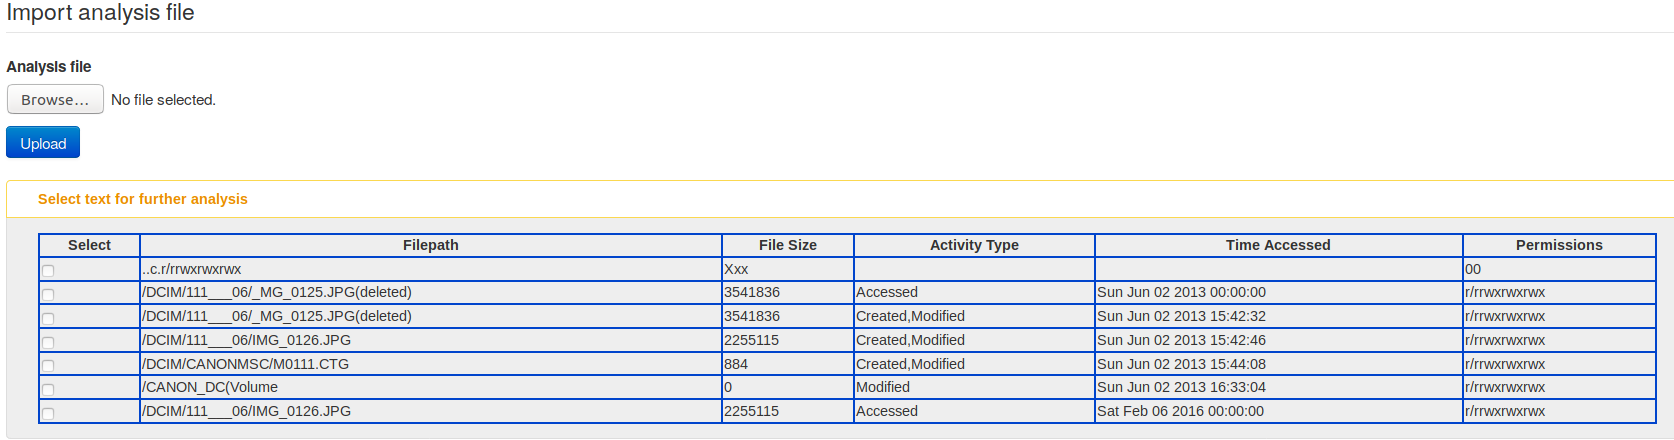 Import analysis file
Analysis file
Browse... No file selected.
Upload
Select text for further analysis
Select Filepath File Size Activity Type Time Accessed Permissions
..c.r/rrwxrwxrwx Xxx 00
/DCIM/111___06/_MG_0125.JPG(deleted) 3541836 Accessed Sun Jun 02 2013 00:00:00 r/rrwxrwxrwx
/DCIM/111___06/_MG_0125.JPG(deleted) 3541836 Created,Modified Sun Jun 02 2013 15:42:32 r/rrwxrwxrwx
/DCIM/111___06/IMG_0126.JPG 2255115 Created,Modified Sun Jun 02 2013 15:42:46 r/rrwxrwxrwx
/DCIM/CANONMSC/M0111.CTG 884 Created,Modified Sun Jun 02 2013 15:44:08 r/rrwxrwxrwx
/CANON_DC(Volume 0 Modified Sun Jun 02 2013 16:33:04 r/rrwxrwxrwx
/DCIM/111___06/IMG_0126.JPG 2255115 Accessed Sat Feb 06 2016 00:00:00 r/rrwxrwxrwx